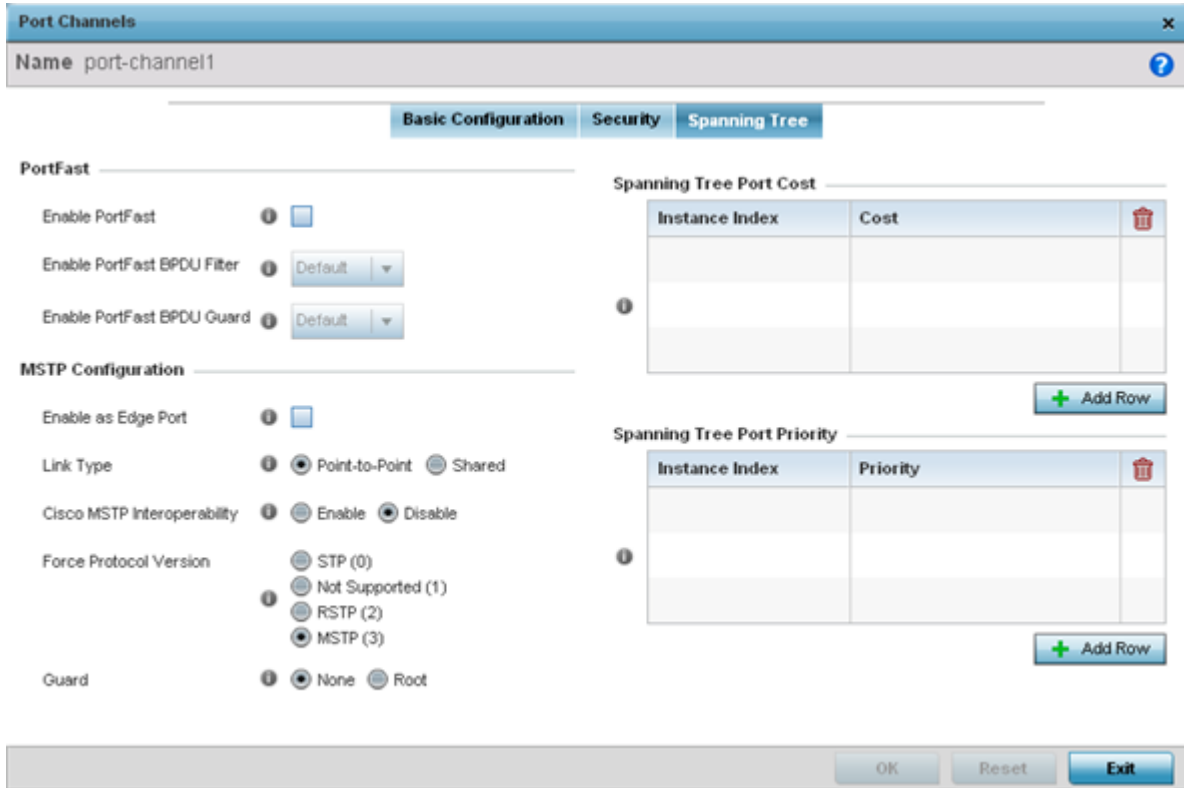 Port Channels
Name port-channel1
Basic Configuration
Security
Spanning Tree
PortFast
Enable PortFast
Enable PortFast BPDU Filter
Default
Enable PortFast BPDU Guard
Default
MSTP Configuration
Enable as Edge Port
Link Type
Point-to-Point
Shared
Cisco MSTP Interoperability
Enable
Disable
Force Protocol Version
STP (0)
Not Supported (1)
RSTP (2)
MSTP (3)
Guard
None
Root
Spanning Tree Port Cost
Instance Index
Cost
Add Row
Spanning Tree Port Priority
Instance Index
Priority
Add Row
OK
Reset
Exit